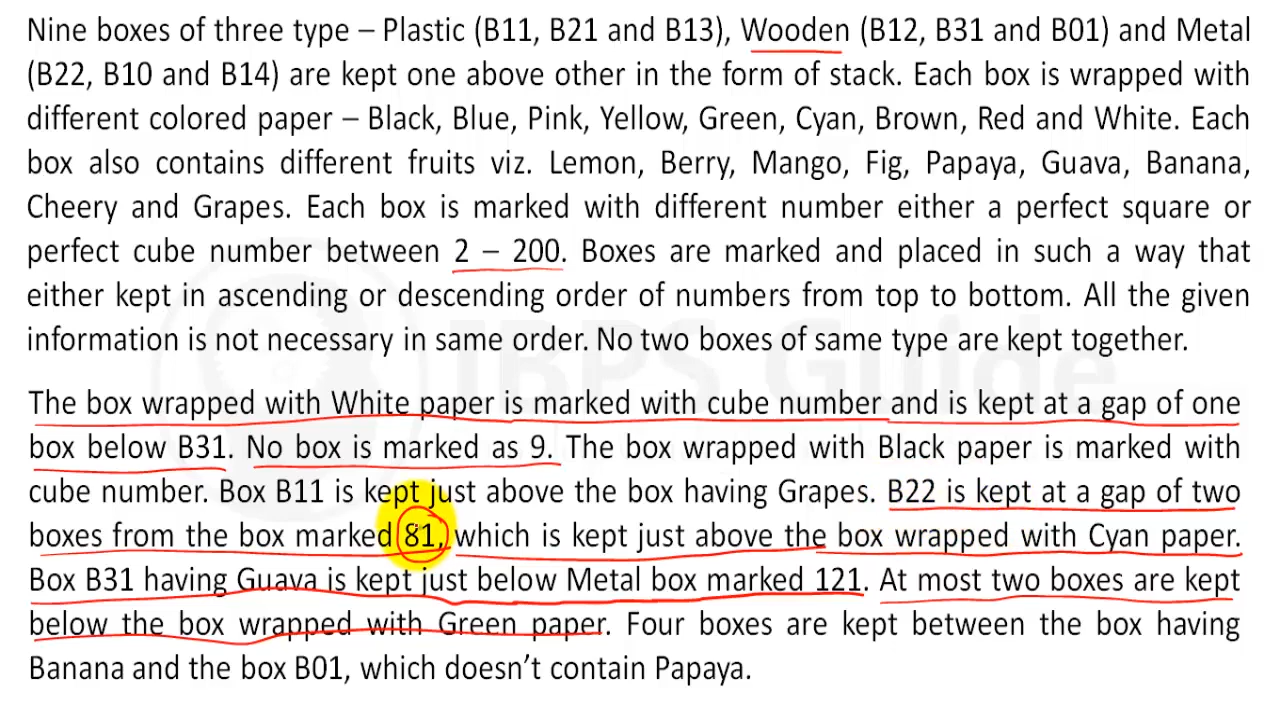 Nine boxes of three type – Plastic (B11, B21 and B13), Wooden (B12, B31 and B01) and Metal
(B22, B10 and B14) are kept one above other in the form of stack. Each box is wrapped with
different colored paper – Black, Blue, Pink, Yellow, Green, Cyan, Brown, Red and White. Each
box also contains different fruits viz. Lemon, Berry, Mango, Fig, Papaya, Guava, Banana,
Cheery and Grapes. Each box is marked with different number either a perfect square or
perfect cube number between 2 – 200. Boxes are marked and placed in such a way that
either kept in ascending or descending order of numbers from top to bottom. All the given
information is not necessary in same order. No two boxes of same type are kept together.
IBPS Guide
The box wrapped with White paper is marked with cube number and is kept at a gap of one
box below B31. No box is marked as 9. The box wrapped with Black paper is marked with
cube number. Box B11 is kept just above the box having Grapes. B22 is kept at a gap of two
boxes from the box marked 81, which is kept just above the box wrapped with Cyan paper.
Box B31 having Guava is kept just below Metal box marked 121. At most two boxes are kept
below the box wrapped with Green paper. Four boxes are kept between the box having
Banana and the box B01, which doesn't contain Papaya.